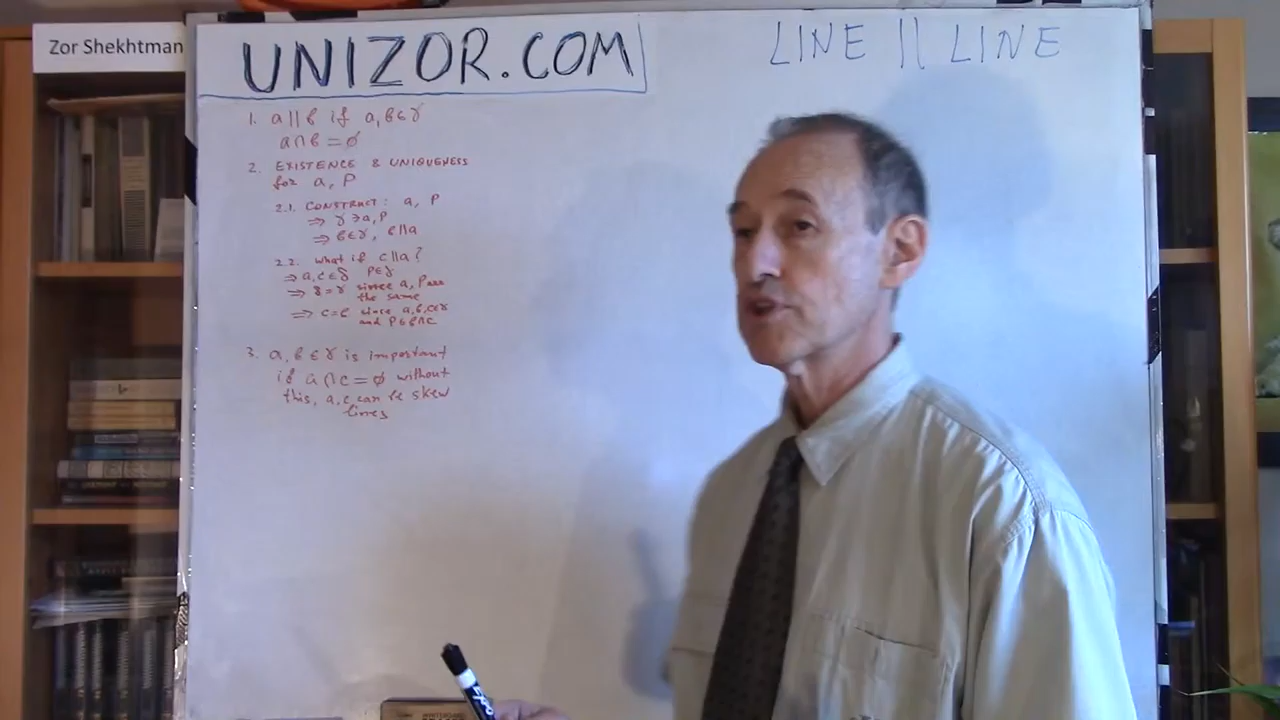 Zor Shekhtman
UNIZOR.COM
LINE || LINE
1. a || b if a, b ∈ γ
a ∩ b = ∅
2. EXISTENCE & UNIQUENESS
for a, P
2.1. CONSTRUCT: a, P
⇒ γ ∋ a, P
⇒ b ∈ γ, b || a
2.2. What if c || a?
⇒ a, c ∈ δ P ∈ δ
⇒ δ = γ since a, P are
the same
⇒ c = b since a, b, c ∈ γ
and P ∈ b ∩ c
3. a, b ∈ γ is important
if a ∩ c = ∅ without
this, a, c can be skew
lines